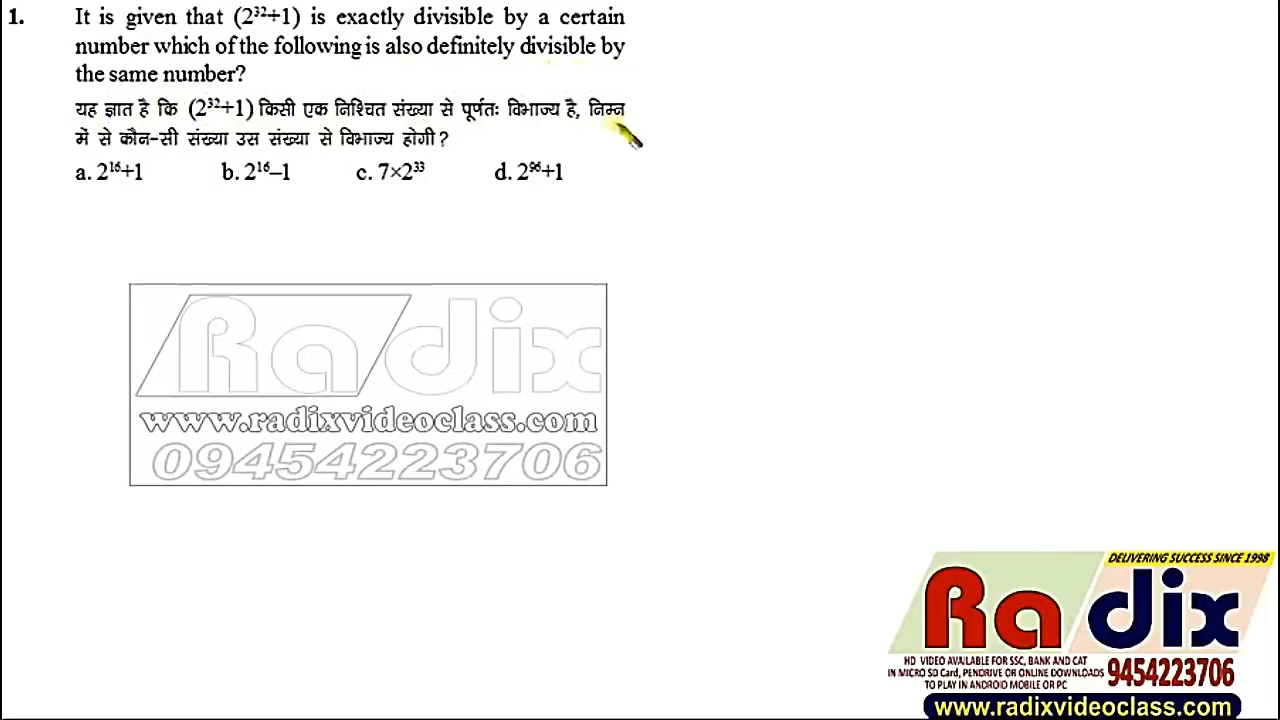 1. It is given that (2³²+1) is exactly divisible by a certain
number which of the following is also definitely divisible by
the same number?
यह ज्ञात है कि (2³²+1) किसी एक निश्चित संख्या से पूर्णतः विभाज्य है, निम्न
में से कौन-सी संख्या उस संख्या से विभाज्य होगी?
a. 2¹⁶+1 b. 2¹⁶–1 c. 7×2³³ d. 2⁹⁶+1
Radix
www.radixvideoclass.com
09454223706
DELIVERING SUCCESS SINCE 1998
Radix
HD VIDEO AVAILABLE FOR SSC, BANK AND CAT
IN MICRO SD Card, PENDRIVE OR ONLINE DOWNLOADS 9454223706
TO PLAY IN ANDROID MOBILE OR PC
www.radixvideoclass.com